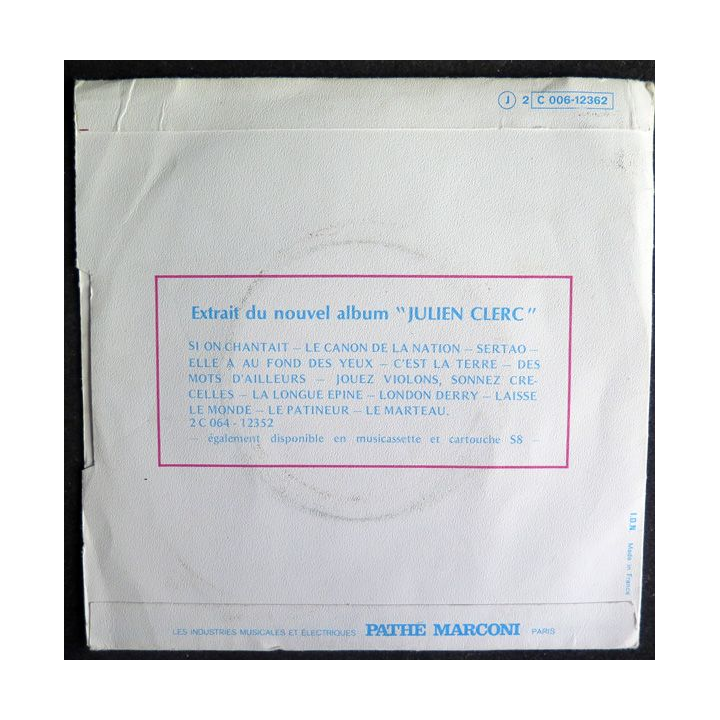 J 2 C 006-12362
Extrait du nouvel album "JULIEN CLERC"
SI ON CHANTAIT – LE CANON DE LA NATION – SERTAO –
ELLE A AU FOND DES YEUX – C'EST LA TERRE – DES
MOTS D'AILLEURS – JOUEZ VIOLONS, SONNEZ CRE-
CELLES – LA LONGUE EPINE – LONDON DERRY – LAISSE
LE MONDE – LE PATINEUR – LE MARTEAU.
2 C 064 - 12352
– également disponible en musicassette et cartouche S8 –
I.D.N. Made in France
LES INDUSTRIES MUSICALES ET ÉLECTRIQUES PATHÉ MARCONI PARIS